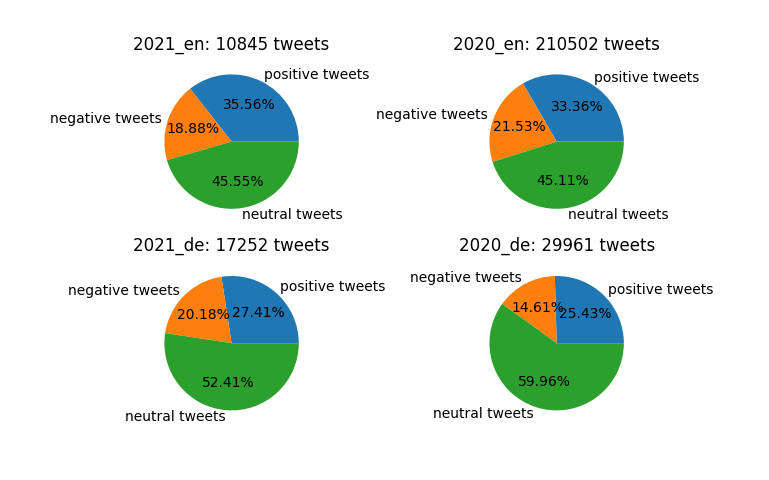 2021_en: 10845 tweets
positive tweets
35.56%
negative tweets
18.88%
45.55%
neutral tweets
2020_en: 210502 tweets
positive tweets
33.36%
negative tweets
21.53%
45.11%
neutral tweets
2021_de: 17252 tweets
positive tweets
27.41%
negative tweets
20.18%
52.41%
neutral tweets
2020_de: 29961 tweets
positive tweets
25.43%
negative tweets
14.61%
59.96%
neutral tweets